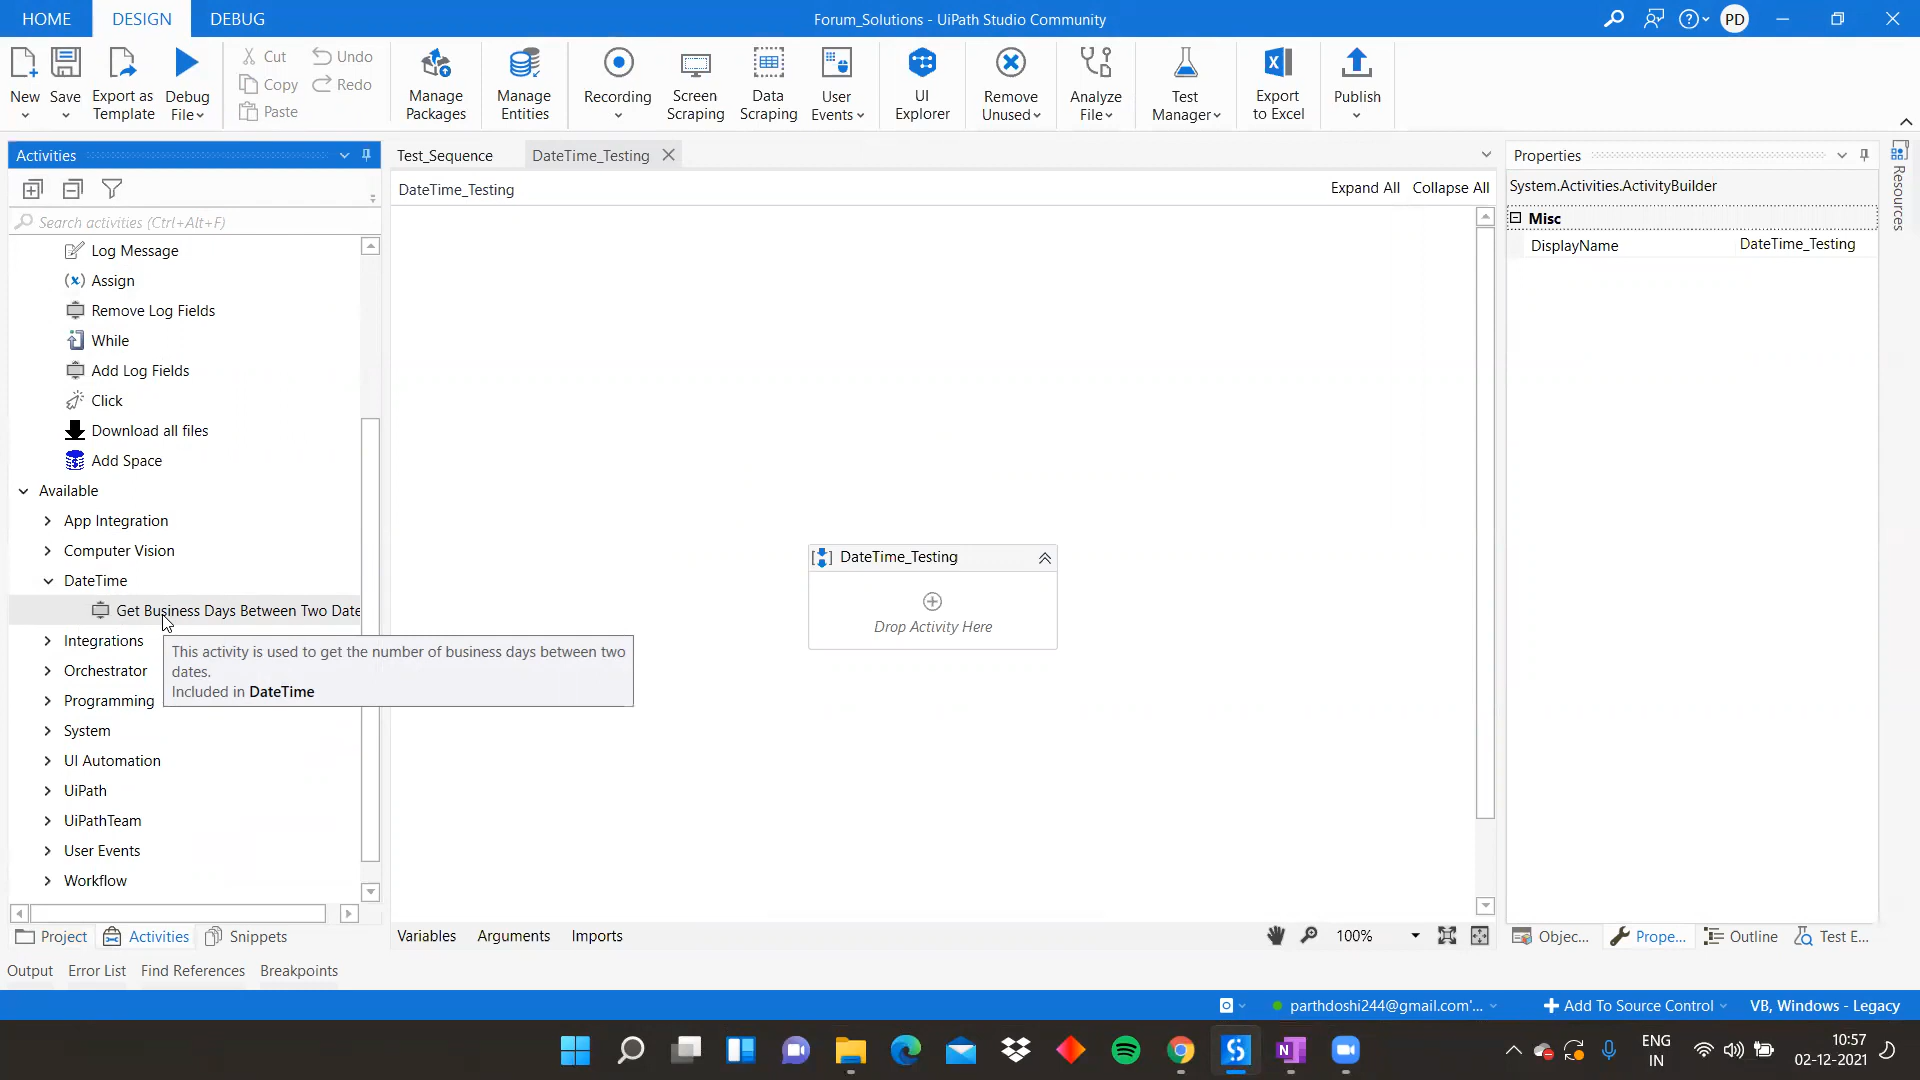 HOME DESIGN DEBUG
Forum_Solutions - UiPath Studio Community
PD
New
Save
Export as
Template
Debug
File
Cut
Copy
Paste
Undo
Redo
Manage
Packages
Manage
Entities
Recording
Screen
Scraping
Data
Scraping
User
Events
UI
Explorer
Remove
Unused
Analyze
File
Test
Manager
Export
to Excel
Publish
Activities
Search activities (Ctrl+Alt+F)
Log Message
Assign
Remove Log Fields
While
Add Log Fields
Click
Download all files
Add Space
Available
App Integration
Computer Vision
DateTime
Get Business Days Between Two Date
Integrations
Orchestrator
Programming
System
UI Automation
UiPath
UiPathTeam
User Events
Workflow
This activity is used to get the number of business days between two
dates.
Included in DateTime
Project Activities Snippets
Test_Sequence DateTime_Testing
DateTime_Testing
Expand All Collapse All
DateTime_Testing
Drop Activity Here
Variables Arguments Imports
100%
Properties
System.Activities.ActivityBuilder
Misc
DisplayName DateTime_Testing
Resources
Objec... Prope... Outline Test E...
Output Error List Find References Breakpoints
parthdoshi244@gmail.com'...
Add To Source Control
VB, Windows - Legacy
ENG
IN
10:57
02-12-2021